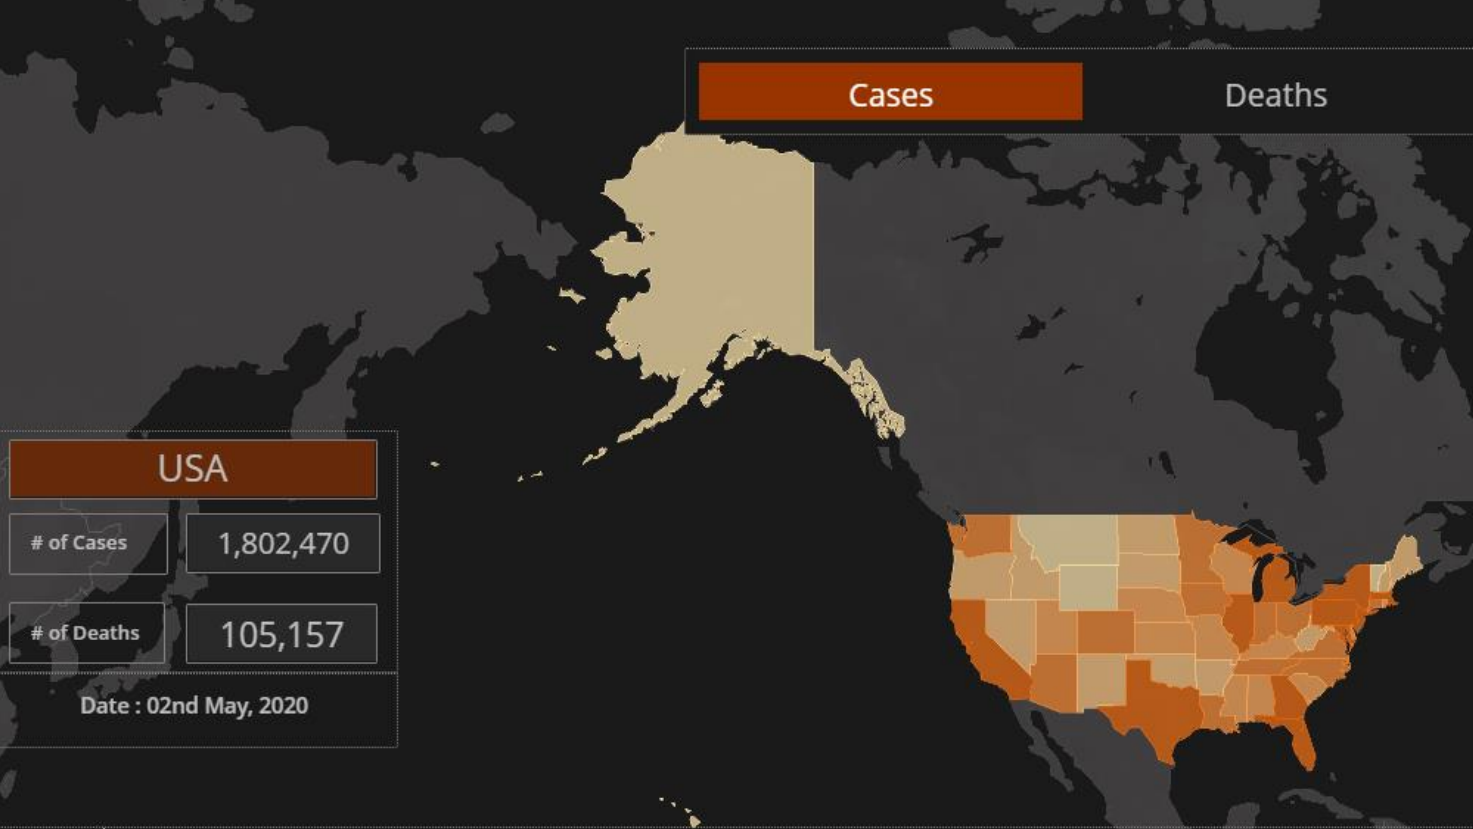 Cases Deaths
USA
# of Cases 1,802,470
# of Deaths 105,157
Date : 02nd May, 2020